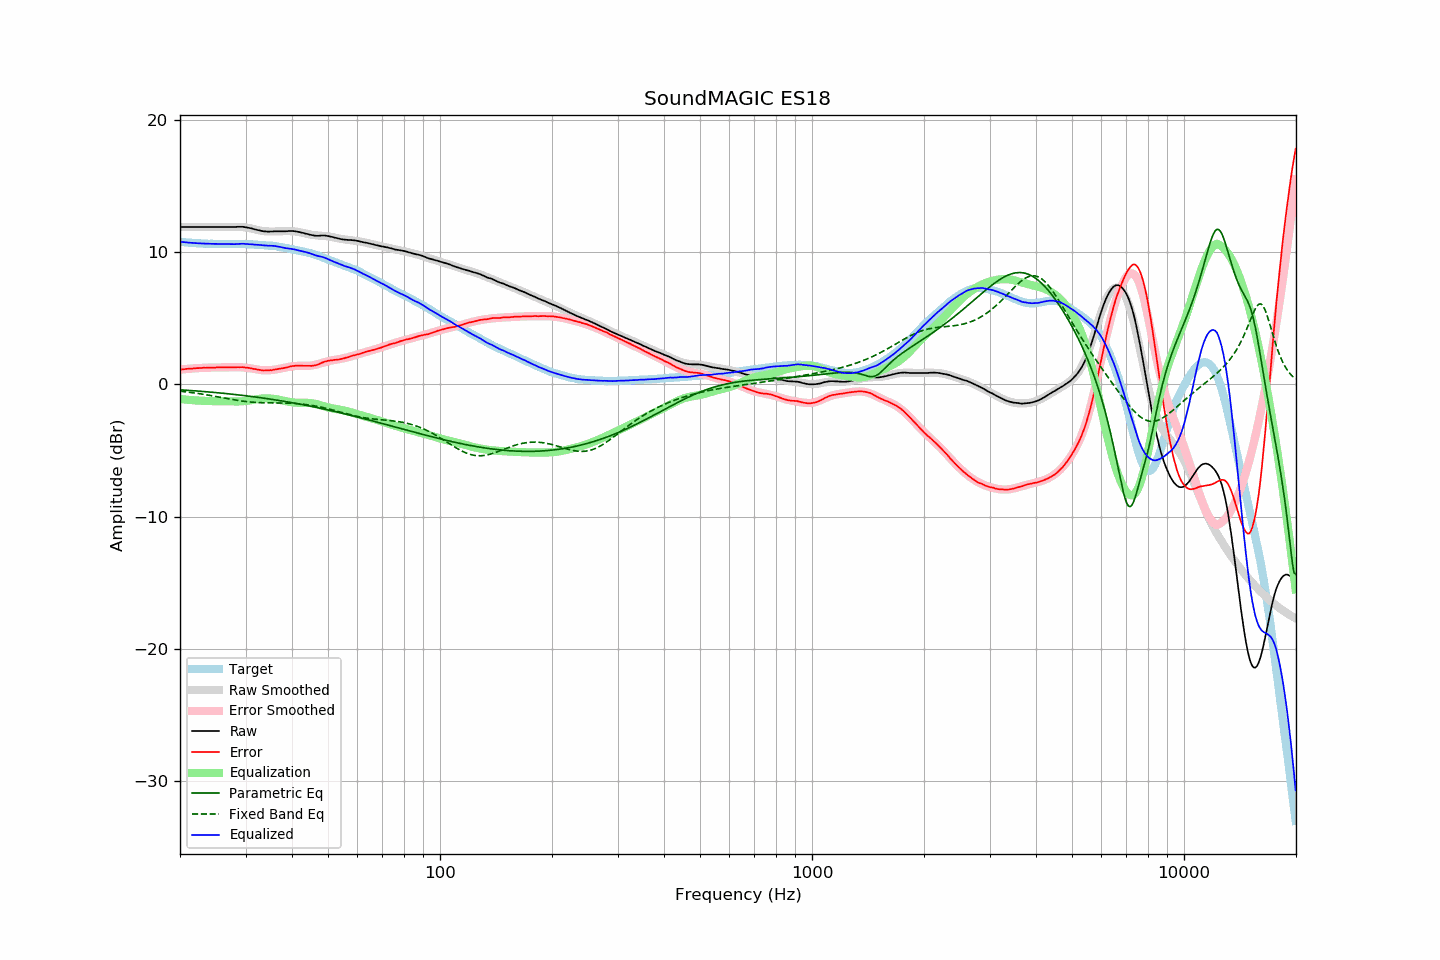 SoundMAGIC ES18
20
10
0
−10
−20
−30
Amplitude (dBr)
Target
Raw Smoothed
Error Smoothed
Raw
Error
Equalization
Parametric Eq
Fixed Band Eq
Equalized
100
1000
10000
Frequency (Hz)